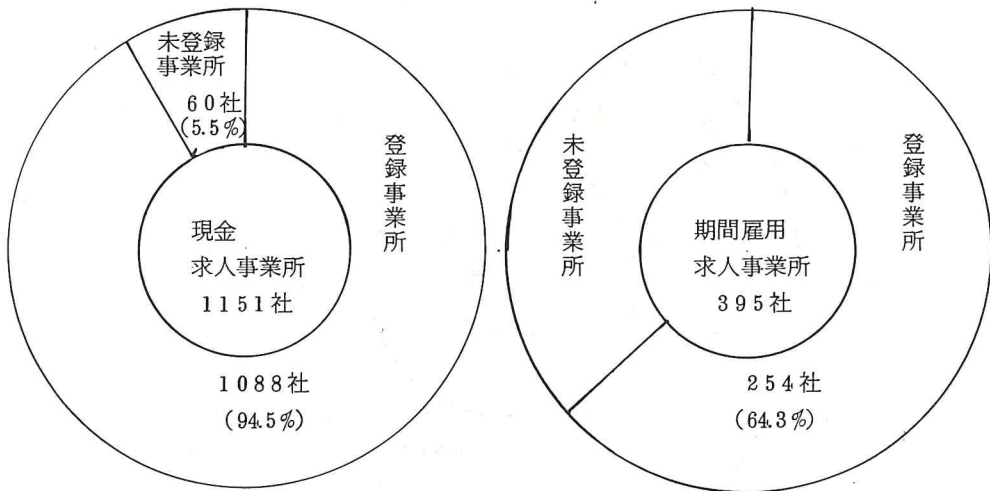 未登録
事業所
60社
(5.5%)
登録事業所
現金
求人事業所
1151社
1088社
(94.5%)
未登録事業所
登録事業所
期間雇用
求人事業所
395社
254社
(64.3%)